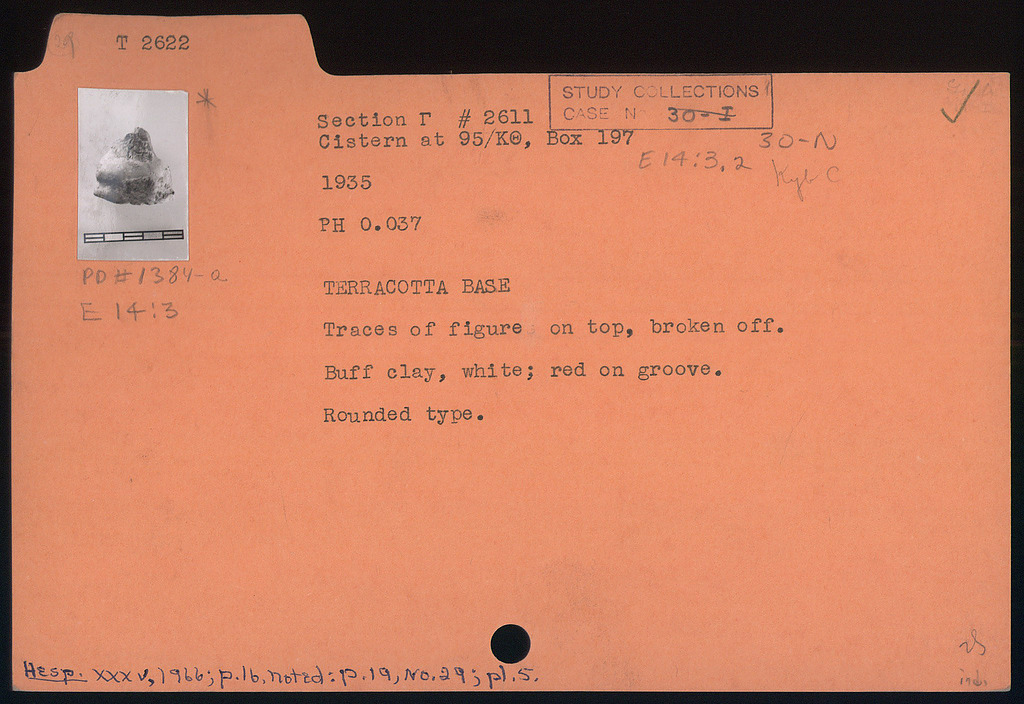 29 T 2622
*
STUDY COLLECTIONS
CASE N 30-I
Section Γ # 2611
Cistern at 95/ΚΘ, Box 197
30-N
E 14:3,2
1935
PH 0.037
PD#1384-a
E 14:3
TERRACOTTA BASE
Traces of figure on top, broken off.
Buff clay, white; red on groove.
Rounded type.
Hesp. XXXV, 1966; p.16, noted: p.19, No.29; pl.5.